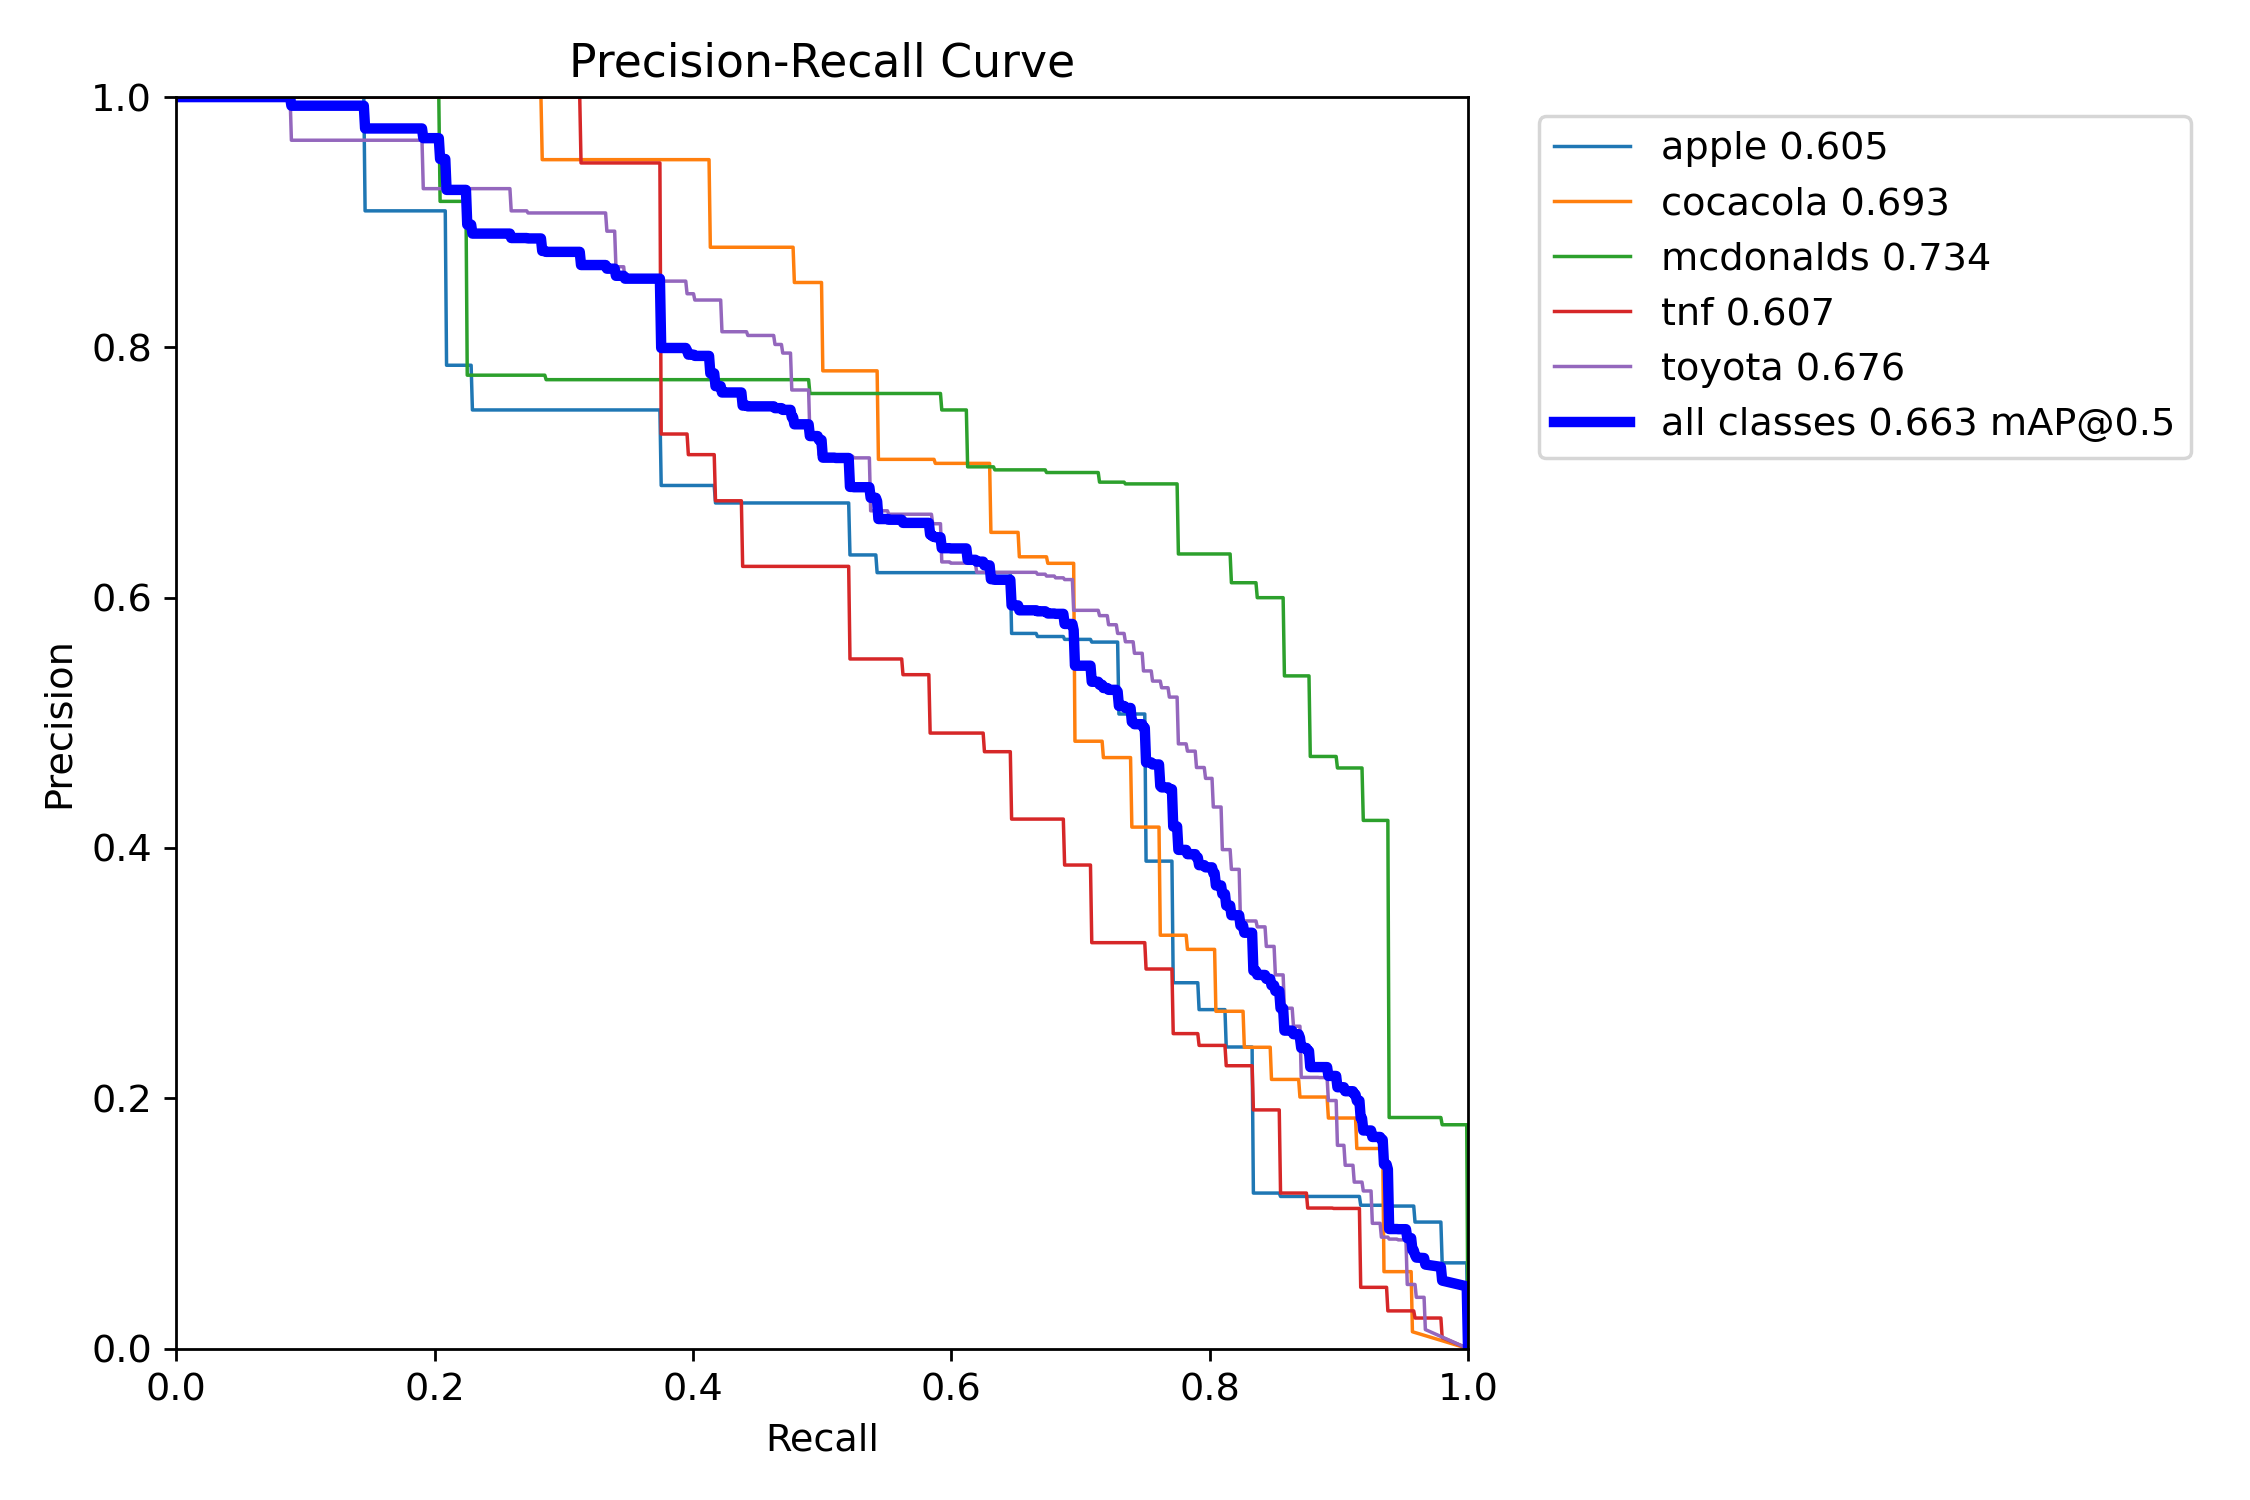 Precision-Recall Curve
1.0
0.8
0.6
0.4
0.2
0.0
Precision
0.0 0.2 0.4 0.6 0.8 1.0
Recall
apple 0.605
cocacola 0.693
mcdonalds 0.734
tnf 0.607
toyota 0.676
all classes 0.663 mAP@0.5